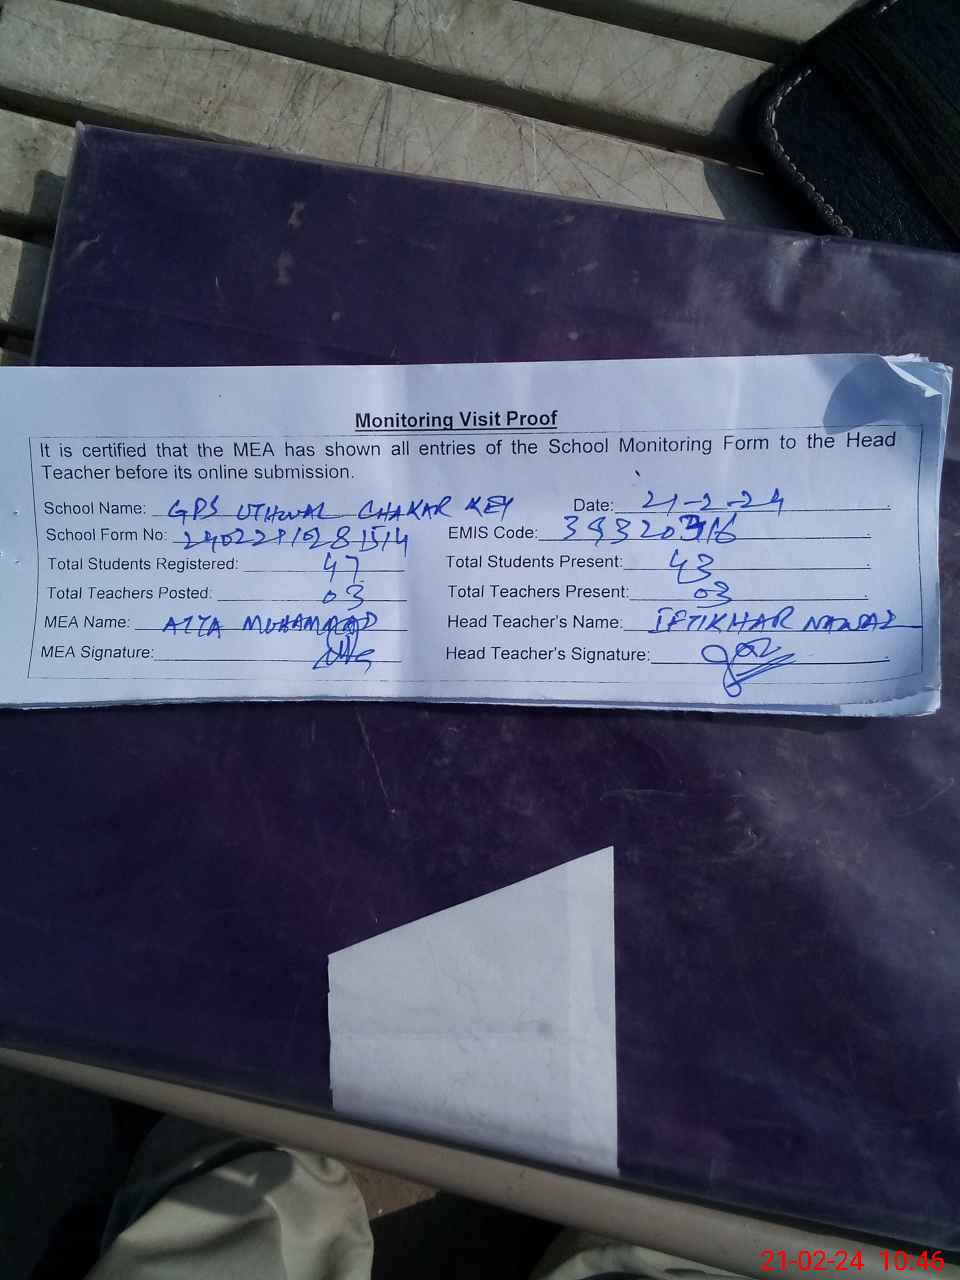 Monitoring Visit Proof
It is certified that the MEA has shown all entries of the School Monitoring Form to the Head
Teacher before its online submission.
School Name: GPS UTHWAL CHAKAR KEY Date: 21-2-24
School Form No: EMIS Code:
Total Students Registered: 47 Total Students Present: 43
Total Teachers Posted: 03 Total Teachers Present: 03
MEA Name: ATTA MUHAMMAD Head Teacher's Name: IFTIKHAR NAWAZ
MEA Signature: Head Teacher's Signature:
21-02-24 10:46